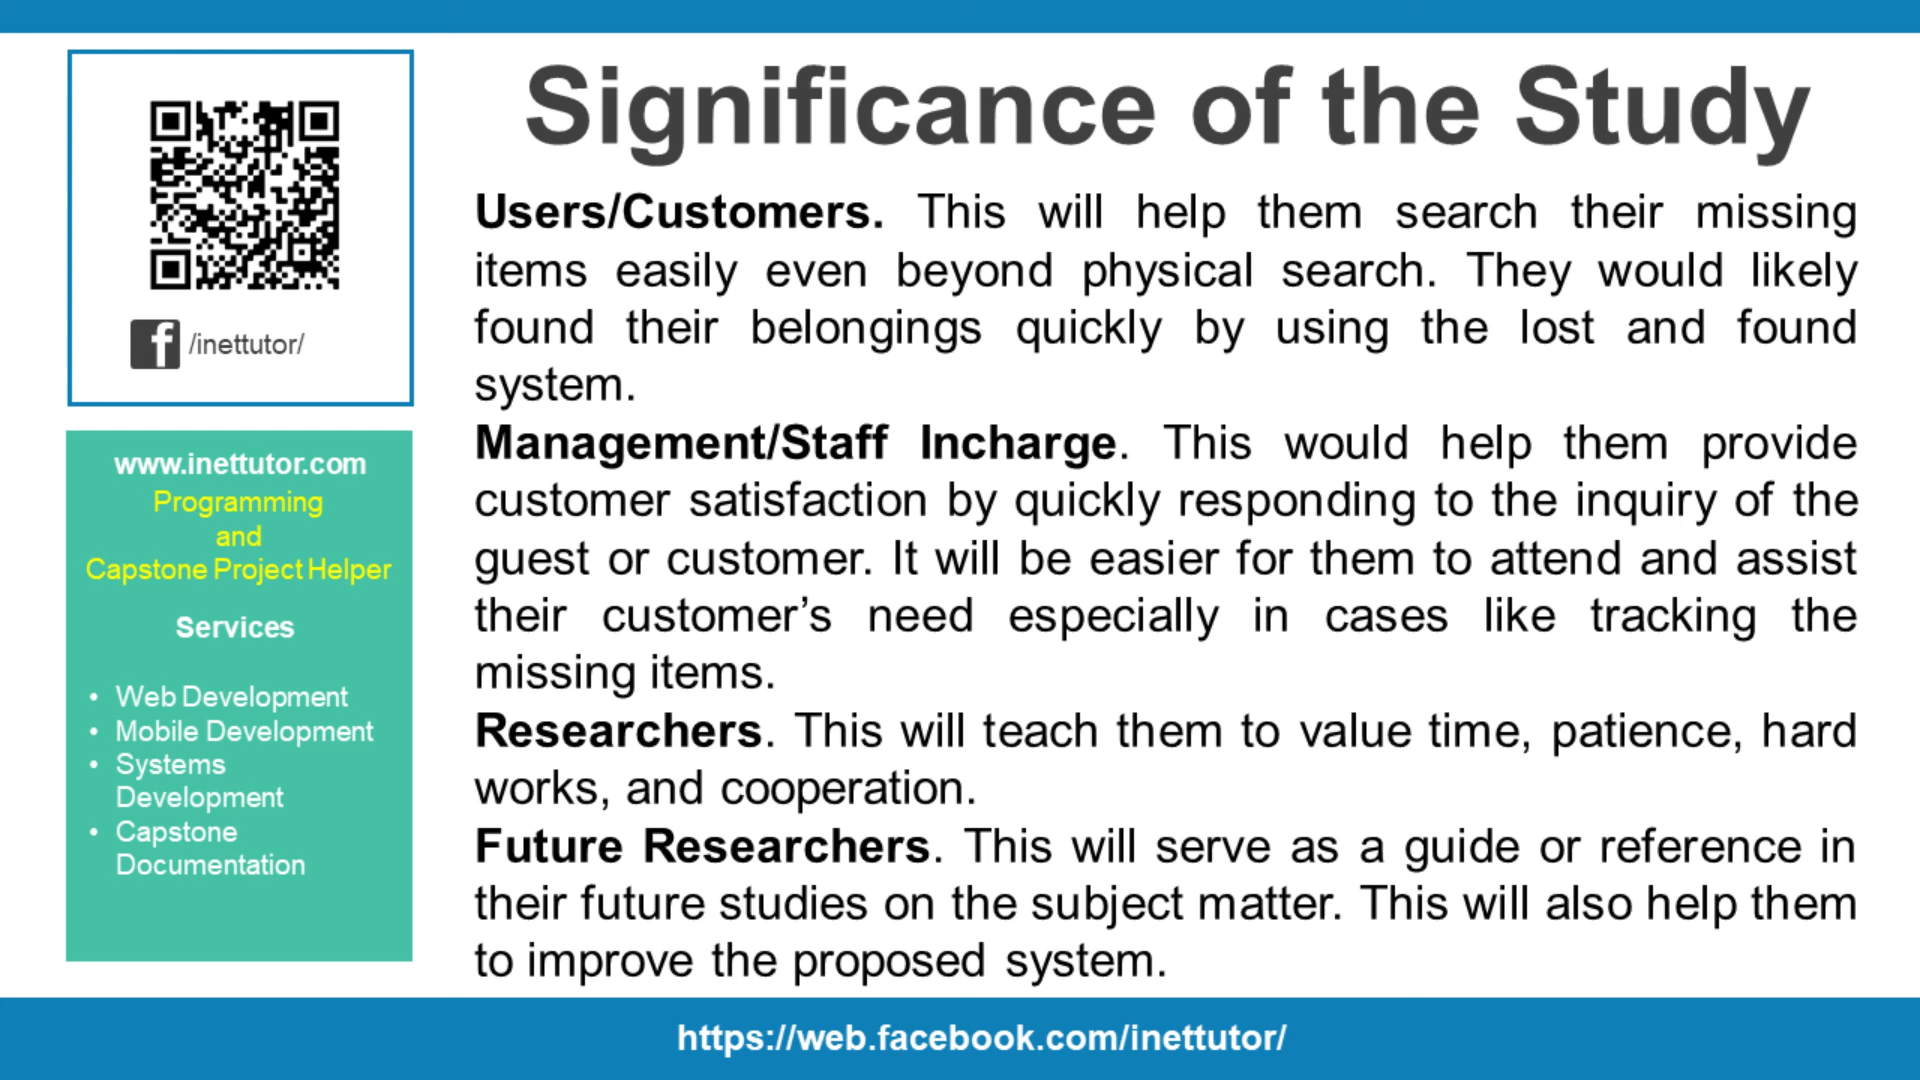 /inettutor/
www.inettutor.com
Programming
and
Capstone Project Helper
Services
• Web Development
• Mobile Development
• Systems
Development
• Capstone
Documentation
Significance of the Study
Users/Customers. This will help them search their missing
items easily even beyond physical search. They would likely
found their belongings quickly by using the lost and found
system.
Management/Staff Incharge. This would help them provide
customer satisfaction by quickly responding to the inquiry of the
guest or customer. It will be easier for them to attend and assist
their customer’s need especially in cases like tracking the
missing items.
Researchers. This will teach them to value time, patience, hard
works, and cooperation.
Future Researchers. This will serve as a guide or reference in
their future studies on the subject matter. This will also help them
to improve the proposed system.
https://web.facebook.com/inettutor/